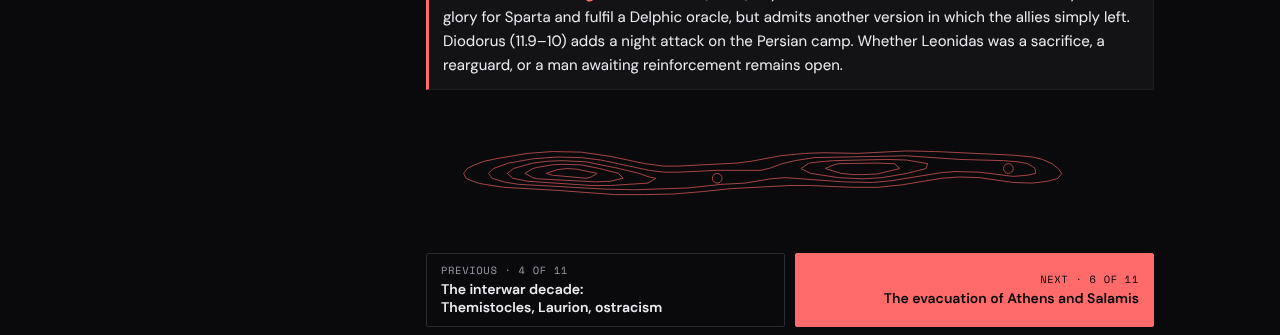 glory for Sparta and fulfil a Delphic oracle, but admits another version in which the allies simply left.
Diodorus (11.9–10) adds a night attack on the Persian camp. Whether Leonidas was a sacrifice, a
rearguard, or a man awaiting reinforcement remains open.
PREVIOUS · 4 OF 11
The interwar decade:
Themistocles, Laurion, ostracism
NEXT · 6 OF 11
The evacuation of Athens and Salamis